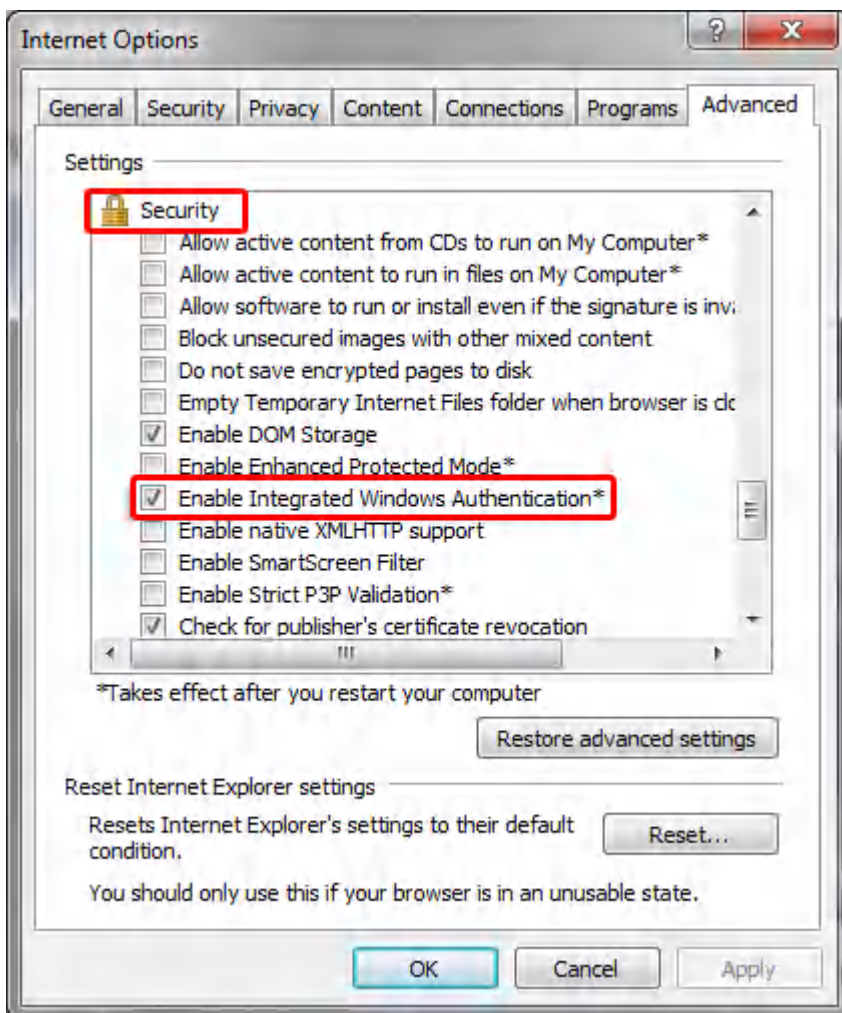 Internet Options
?
General Security Privacy Content Connections Programs Advanced
Settings
Security
Allow active content from CDs to run on My Computer*
Allow active content to run in files on My Computer*
Allow software to run or install even if the signature is
Block unsecured images with other mixed content
Do not save encrypted pages to disk
Empty Temporary Internet Files folder when browser is
Enable DOM Storage
Enable Enhanced Protected Mode*
Enable Integrated Windows Authentication*
Enable native XMLHTTP support
Enable SmartScreen Filter
Enable Strict P3P Validation*
Check for publisher's certificate revocation
*Takes effect after you restart your computer
Restore advanced settings
Reset Internet Explorer settings
Resets Internet Explorer's settings to their default
condition.
Reset...
You should only use this if your browser is in an unusable state.
OK Cancel Apply